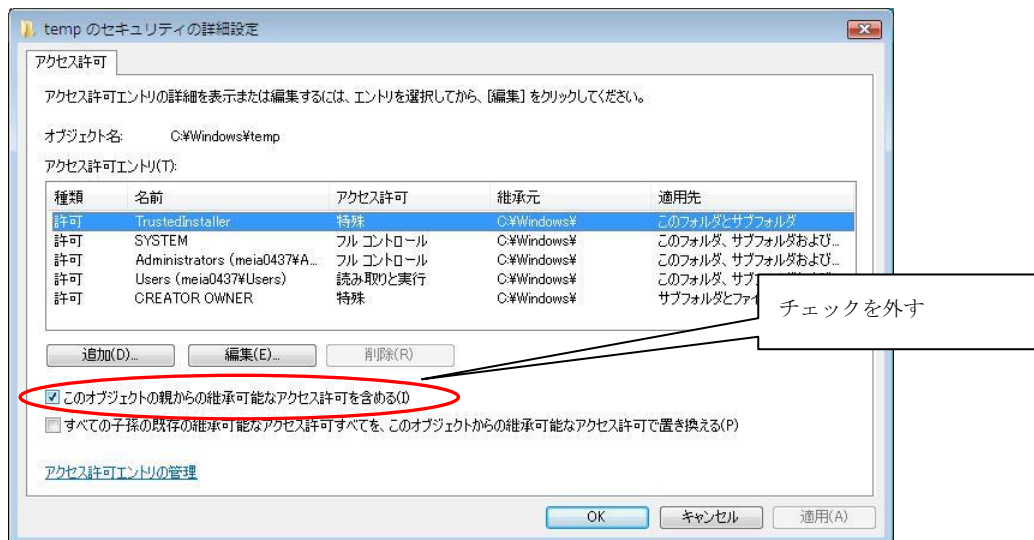 temp のセキュリティの詳細設定
アクセス許可
アクセス許可エントリの詳細を表示または編集するには、エントリを選択してから、[編集] をクリックしてください。
オブジェクト名: C:¥Windows¥temp
アクセス許可エントリ(T):
種類 名前 アクセス許可 継承元 適用先
許可 TrustedInstaller 特殊 C:¥Windows¥ このフォルダとサブフォルダ
許可 SYSTEM フル コントロール C:¥Windows¥ このフォルダ、サブフォルダおよび...
許可 Administrators (meia0437¥A... フル コントロール C:¥Windows¥ このフォルダ、サブフォルダおよび...
許可 Users (meia0437¥Users) 読み取りと実行 C:¥Windows¥ このフォルダ、サブ
許可 CREATOR OWNER 特殊 C:¥Windows¥ サブフォルダとファイ
チェックを外す
追加(D)... 編集(E)... 削除(R)
このオブジェクトの親からの継承可能なアクセス許可を含める(I)
すべての子孫の既存の継承可能なアクセス許可すべてを、このオブジェクトからの継承可能なアクセス許可で置き換える(P)
アクセス許可エントリの管理
OK キャンセル 適用(A)